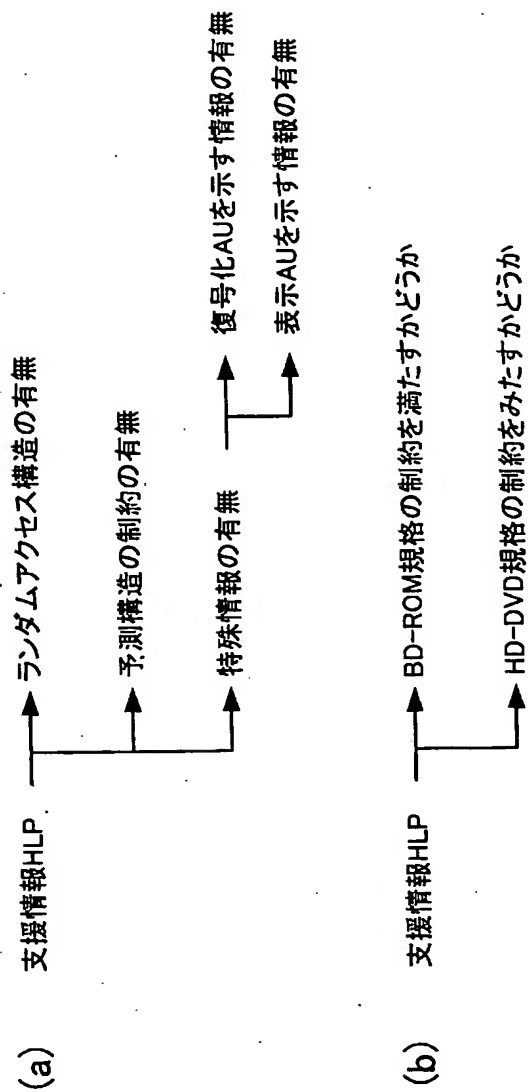 (a)
支援情報HLP
ランダムアクセス構造の有無
予測構造の制約の有無
特殊情報の有無
復号化AUを示す情報の有無
表示AUを示す情報の有無
(b)
支援情報HLP
BD-ROM規格の制約を満たすかどうか
HD-DVD規格の制約をみたすかどうか